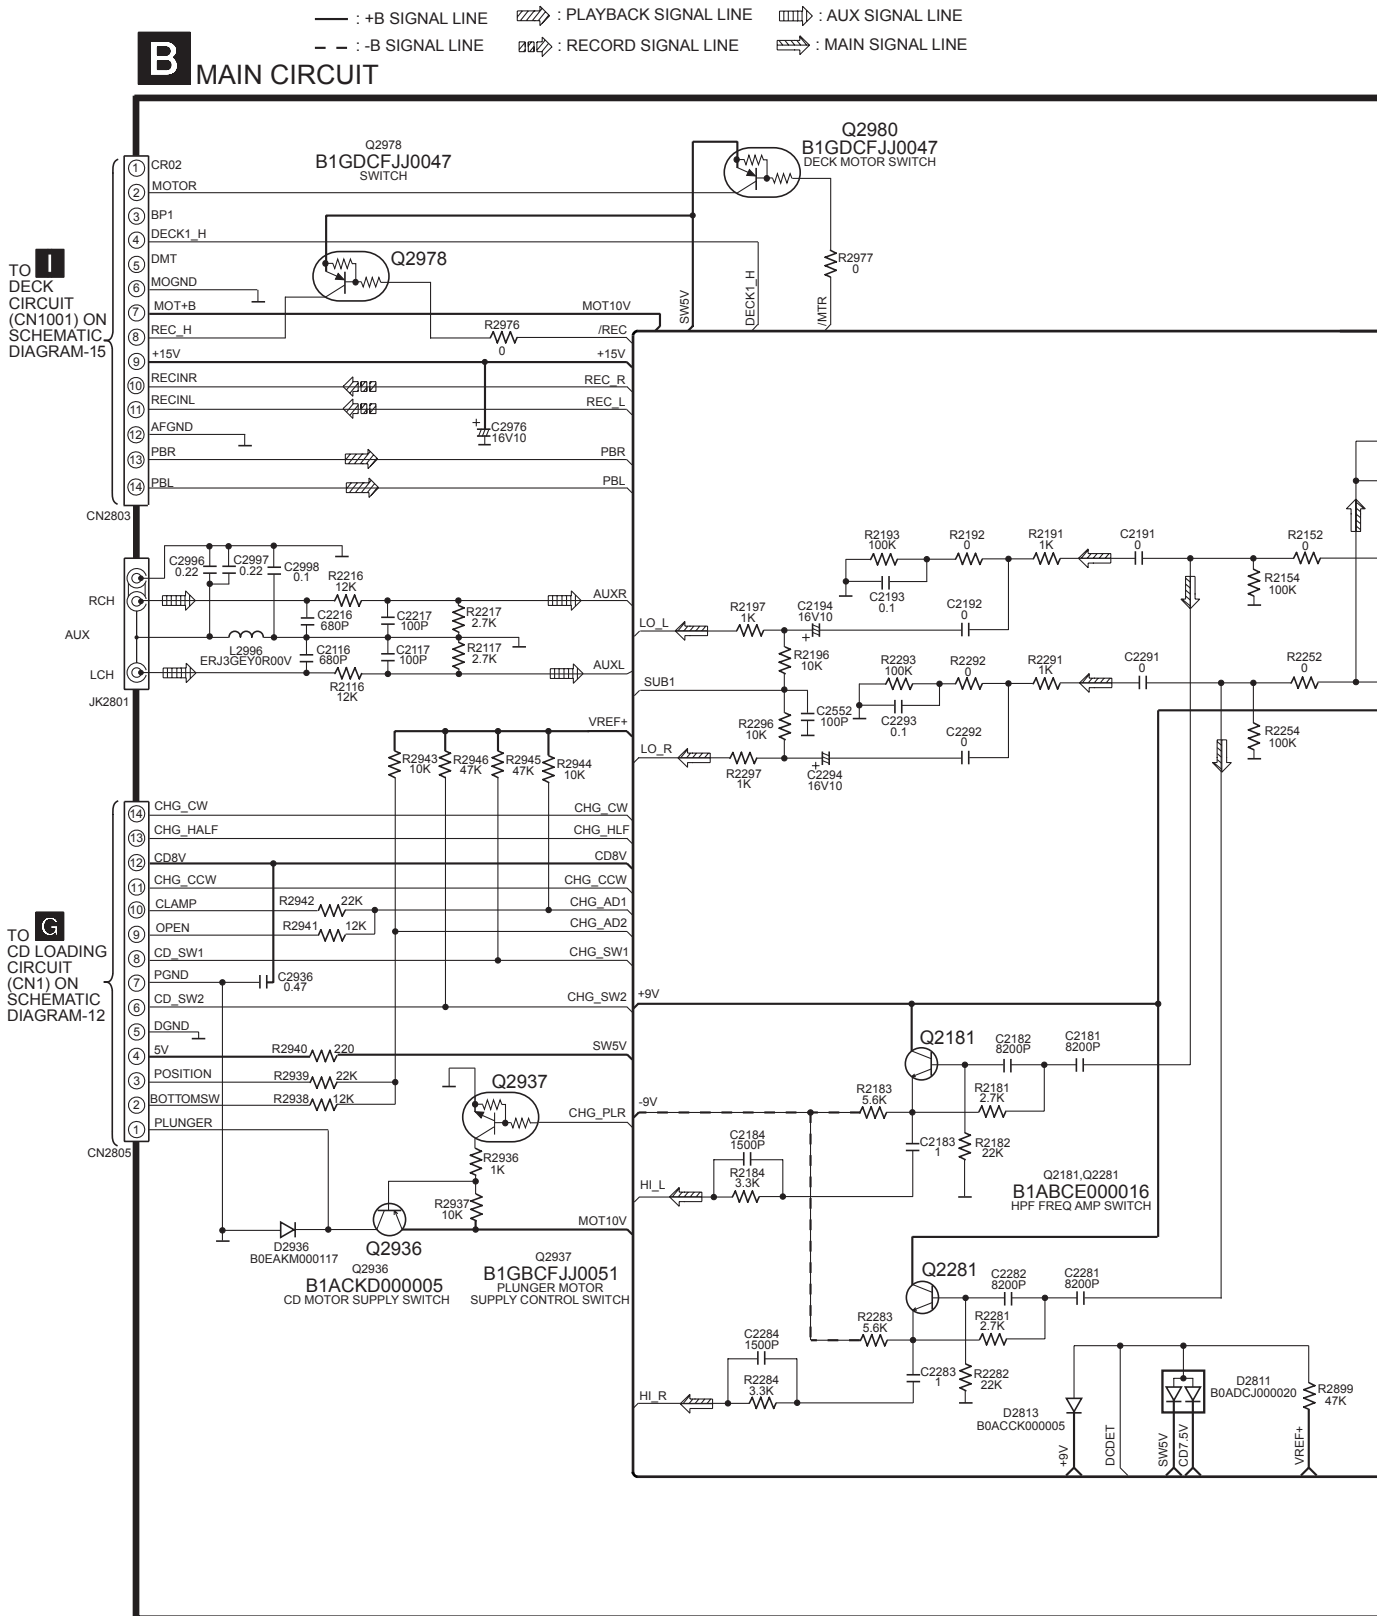 : +B SIGNAL LINE
: PLAYBACK SIGNAL LINE
: AUX SIGNAL LINE
: -B SIGNAL LINE
: RECORD SIGNAL LINE
: MAIN SIGNAL LINE
B MAIN CIRCUIT
Q2978
B1GDCFJJ0047
SWITCH
Q2980
B1GDCFJJ0047
DECK MOTOR SWITCH
TO I
DECK
CIRCUIT
(CN1001) ON
SCHEMATIC
DIAGRAM-15
1 CR02
2 MOTOR
3 BP1
4 DECK1_H
5 DMT
6 MOGND
7 MOT+B
8 REC_H
9 +15V
10 RECINR
11 RECINL
12 AFGND
13 PBR
14 PBL
CN2803
Q2978
R2976
0
C2976
16V10
+
MOT10V
/REC
+15V
REC_R
REC_L
PBR
PBL
SW5V
DECK1_H
/MTR
R2977
0
RCH
AUX
LCH
JK2801
C2996
0.22
C2997
0.22
C2998
0.1
R2216
12K
C2216
680P
C2217
100P
R2217
2.7K
L2996
ERJ3GEY0R00V
C2116
680P
C2117
100P
R2117
2.7K
R2116
12K
AUXR
AUXL
LO_L
SUB1
LO_R
VREF+
R2197
1K
C2194
16V10
+
R2196
10K
R2296
10K
C2552
100P
R2297
1K
C2294
16V10
+
R2193
100K
C2193
0.1
R2192
0
R2191
1K
C2191
0
C2192
0
R2152
0
R2154
100K
R2293
100K
C2293
0.1
R2292
0
R2291
1K
C2291
0
C2292
0
R2252
0
R2254
100K
R2943
10K
R2946
47K
R2945
47K
R2944
10K
TO G
CD LOADING
CIRCUIT
(CN1) ON
SCHEMATIC
DIAGRAM-12
14 CHG_CW
13 CHG_HALF
12 CD8V
11 CHG_CCW
10 CLAMP
9 OPEN
8 CD_SW1
7 PGND
6 CD_SW2
5 DGND
4 5V
3 POSITION
2 BOTTOMSW
1 PLUNGER
CN2805
R2942 22K
R2941 12K
C2936
0.47
R2940 220
R2939 22K
R2938 12K
CHG_CW
CHG_HLF
CD8V
CHG_CCW
CHG_AD1
CHG_AD2
CHG_SW1
CHG_SW2
SW5V
CHG_PLR
MOT10V
Q2937
R2936
1K
R2937
10K
D2936
B0EAKM000117
Q2936
Q2936
B1ACKD000005
CD MOTOR SUPPLY SWITCH
Q2937
B1GBCFJJ0051
PLUNGER MOTOR
SUPPLY CONTROL SWITCH
+9V
-9V
HI_L
HI_R
Q2181
C2182
8200P
C2181
8200P
R2183
5.6K
R2181
2.7K
C2183
1
R2182
22K
C2184
1500P
R2184
3.3K
Q2181,Q2281
B1ABCE000016
HPF FREQ AMP SWITCH
Q2281
C2282
8200P
C2281
8200P
R2283
5.6K
R2281
2.7K
C2283
1
R2282
22K
C2284
1500P
R2284
3.3K
D2813
B0ACCK000005
D2811
B0ADCJ000020
R2899
47K
+9V
DCDET
SW5V
CD7.5V
VREF+